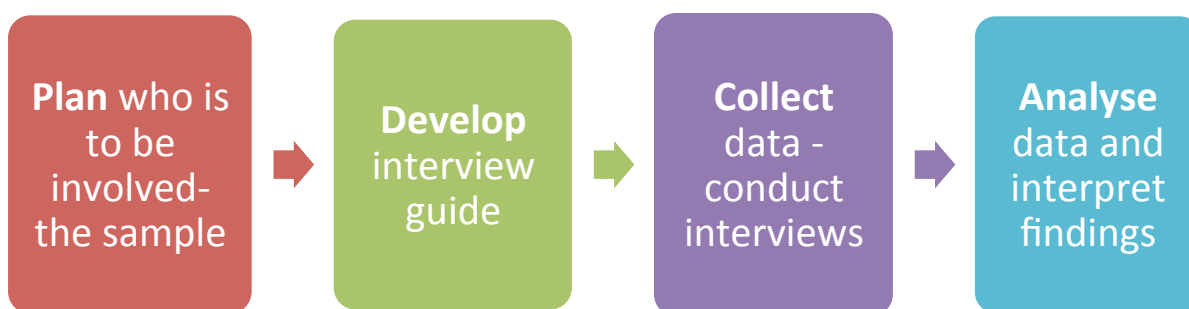 Plan who is
to be
involved-
the sample
Develop
interview
guide
Collect
data -
conduct
interviews
Analyse
data and
interpret
findings